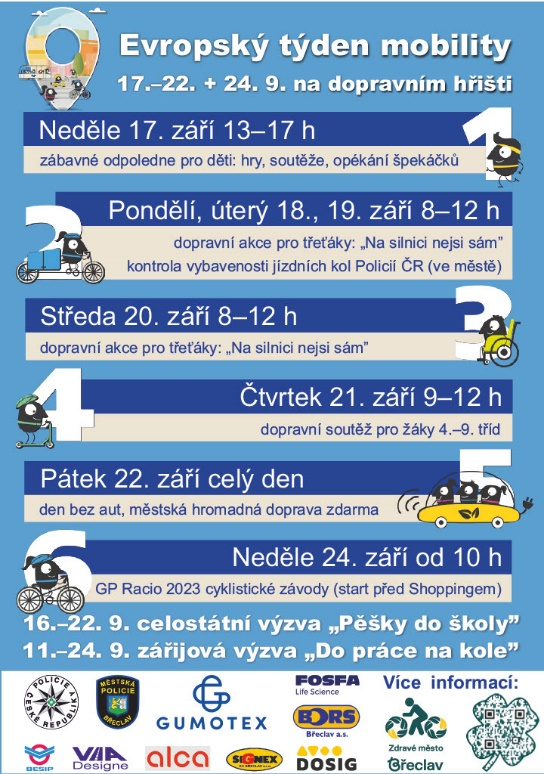 Evropský týden mobility
17.–22. + 24. 9. na dopravním hřišti
1
Neděle 17. září 13–17 h
zábavné odpoledne pro děti: hry, soutěže, opékání špekáčků
2
Pondělí, úterý 18., 19. září 8–12 h
dopravní akce pro třeťáky: „Na silnici nejsi sám”
kontrola vybavenosti jízdních kol Policií ČR (ve městě)
3
Středa 20. září 8–12 h
dopravní akce pro třeťáky: „Na silnici nejsi sám”
4
Čtvrtek 21. září 9–12 h
dopravní soutěž pro žáky 4.–9. tříd
5
Pátek 22. září celý den
den bez aut, městská hromadná doprava zdarma
6
Neděle 24. září od 10 h
GP Racio 2023 cyklistické závody (start před Shoppingem)
16.–22. 9. celostátní výzva „Pěšky do školy”
11.–24. 9. zářijová výzva „Do práce na kole”
POLICIE
ČESKÉ REPUBLIKY
MĚSTSKÁ
POLICIE
BŘECLAV
GUMOTEX
FOSFA
Life Science
BORS
Břeclav a.s.
Více informací:
Zdravé město
Břeclav
BESIP
VIA
Designe
alca
SIGNEX
DOSIG